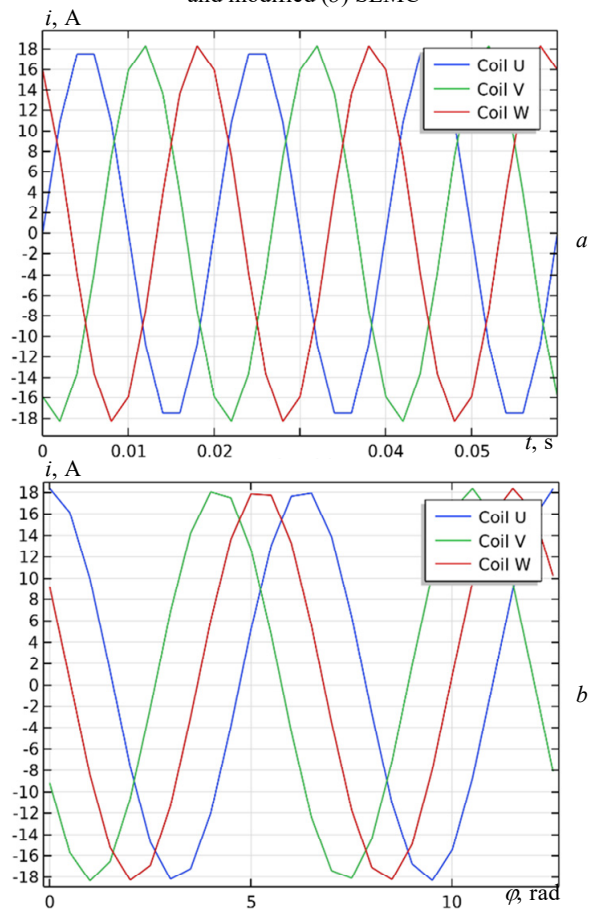 and modified (b) SEMC
i, A
18
16
14
12
10
8
6
4
2
0
-2
-4
-6
-8
-10
-12
-14
-16
-18
Coil U
Coil V
Coil W
a
0 0.01 0.02 0.04 0.05
t, s
i, A
18
16
14
12
10
8
6
4
2
0
-2
-4
-6
-8
-10
-12
-14
-16
-18
Coil U
Coil V
Coil W
b
0 5 10
φ, rad